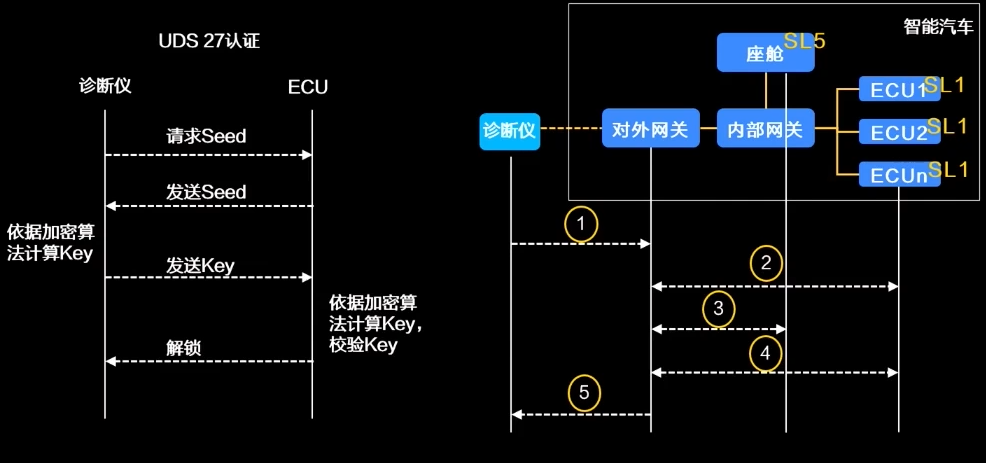 UDS 27认证
诊断仪
ECU
请求Seed
发送Seed
依据加密算
法计算Key
发送Key
依据加密算
法计算Key，
校验Key
解锁
智能汽车
座舱
SL5
诊断仪
对外网关
内部网关
ECU1
SL1
ECU2
SL1
ECUn
SL1
1
2
3
4
5